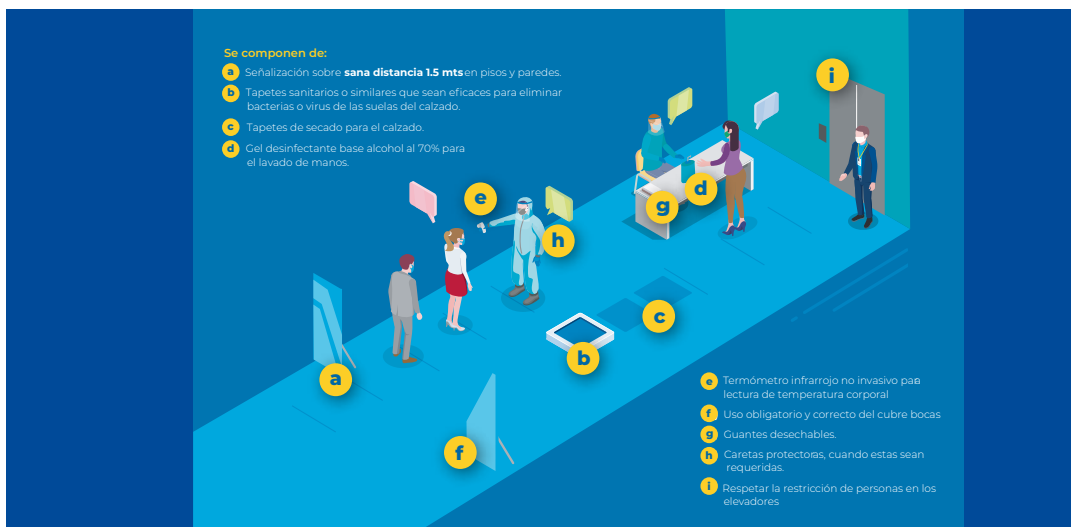 Se componen de:
a Señalización sobre sana distancia 1.5 mts en pisos y paredes.
b Tapetes sanitarios o similares que sean eficaces para eliminar
bacterias o virus de las suelas del calzado.
c Tapetes de secado para el calzado.
d Gel desinfectante base alcohol al 70% para
el lavado de manos.
i
e
d
g
h
c
b
a
f
e Termómetro infrarrojo no invasivo para
lectura de temperatura corporal
f Uso obligatorio y correcto del cubre bocas
g Guantes desechables.
h Caretas protectoras, cuando estas sean
requeridas.
i Respetar la restricción de personas en los
elevadores